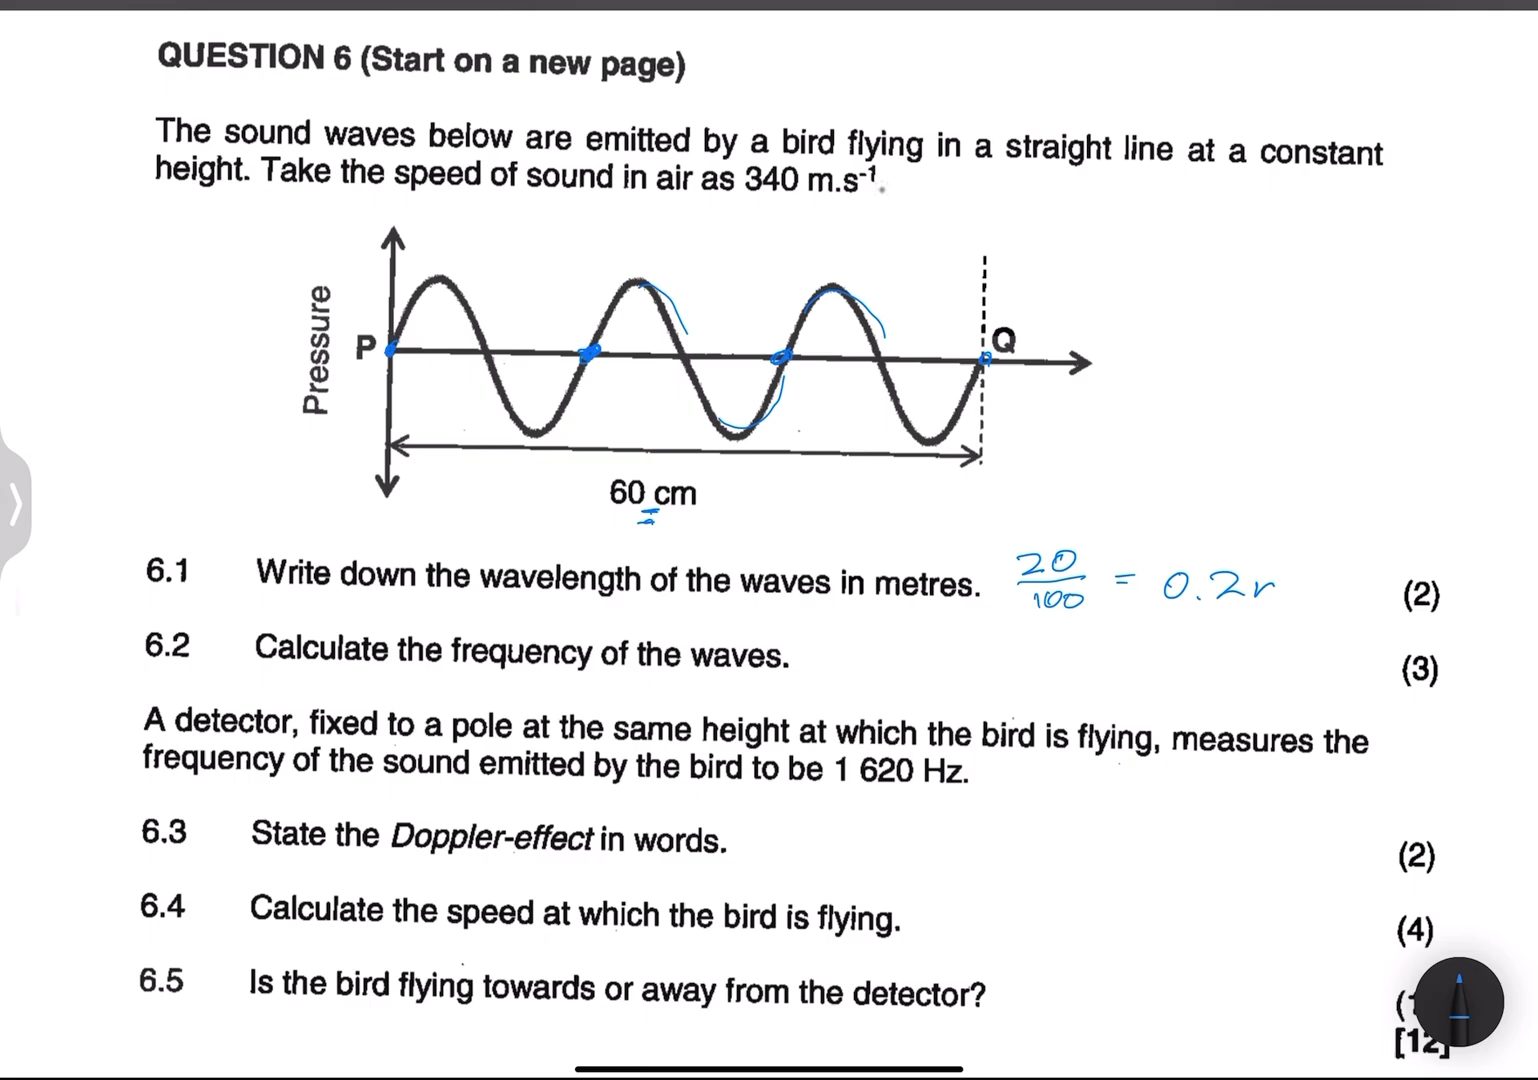 QUESTION 6 (Start on a new page)
The sound waves below are emitted by a bird flying in a straight line at a constant
height. Take the speed of sound in air as 340 m.s⁻¹.
Pressure
P
Q
60 cm
6.1 Write down the wavelength of the waves in metres. 20/100 = 0.2 (2)
6.2 Calculate the frequency of the waves. (3)
A detector, fixed to a pole at the same height at which the bird is flying, measures the
frequency of the sound emitted by the bird to be 1 620 Hz.
6.3 State the Doppler-effect in words. (2)
6.4 Calculate the speed at which the bird is flying. (4)
6.5 Is the bird flying towards or away from the detector?
[12]